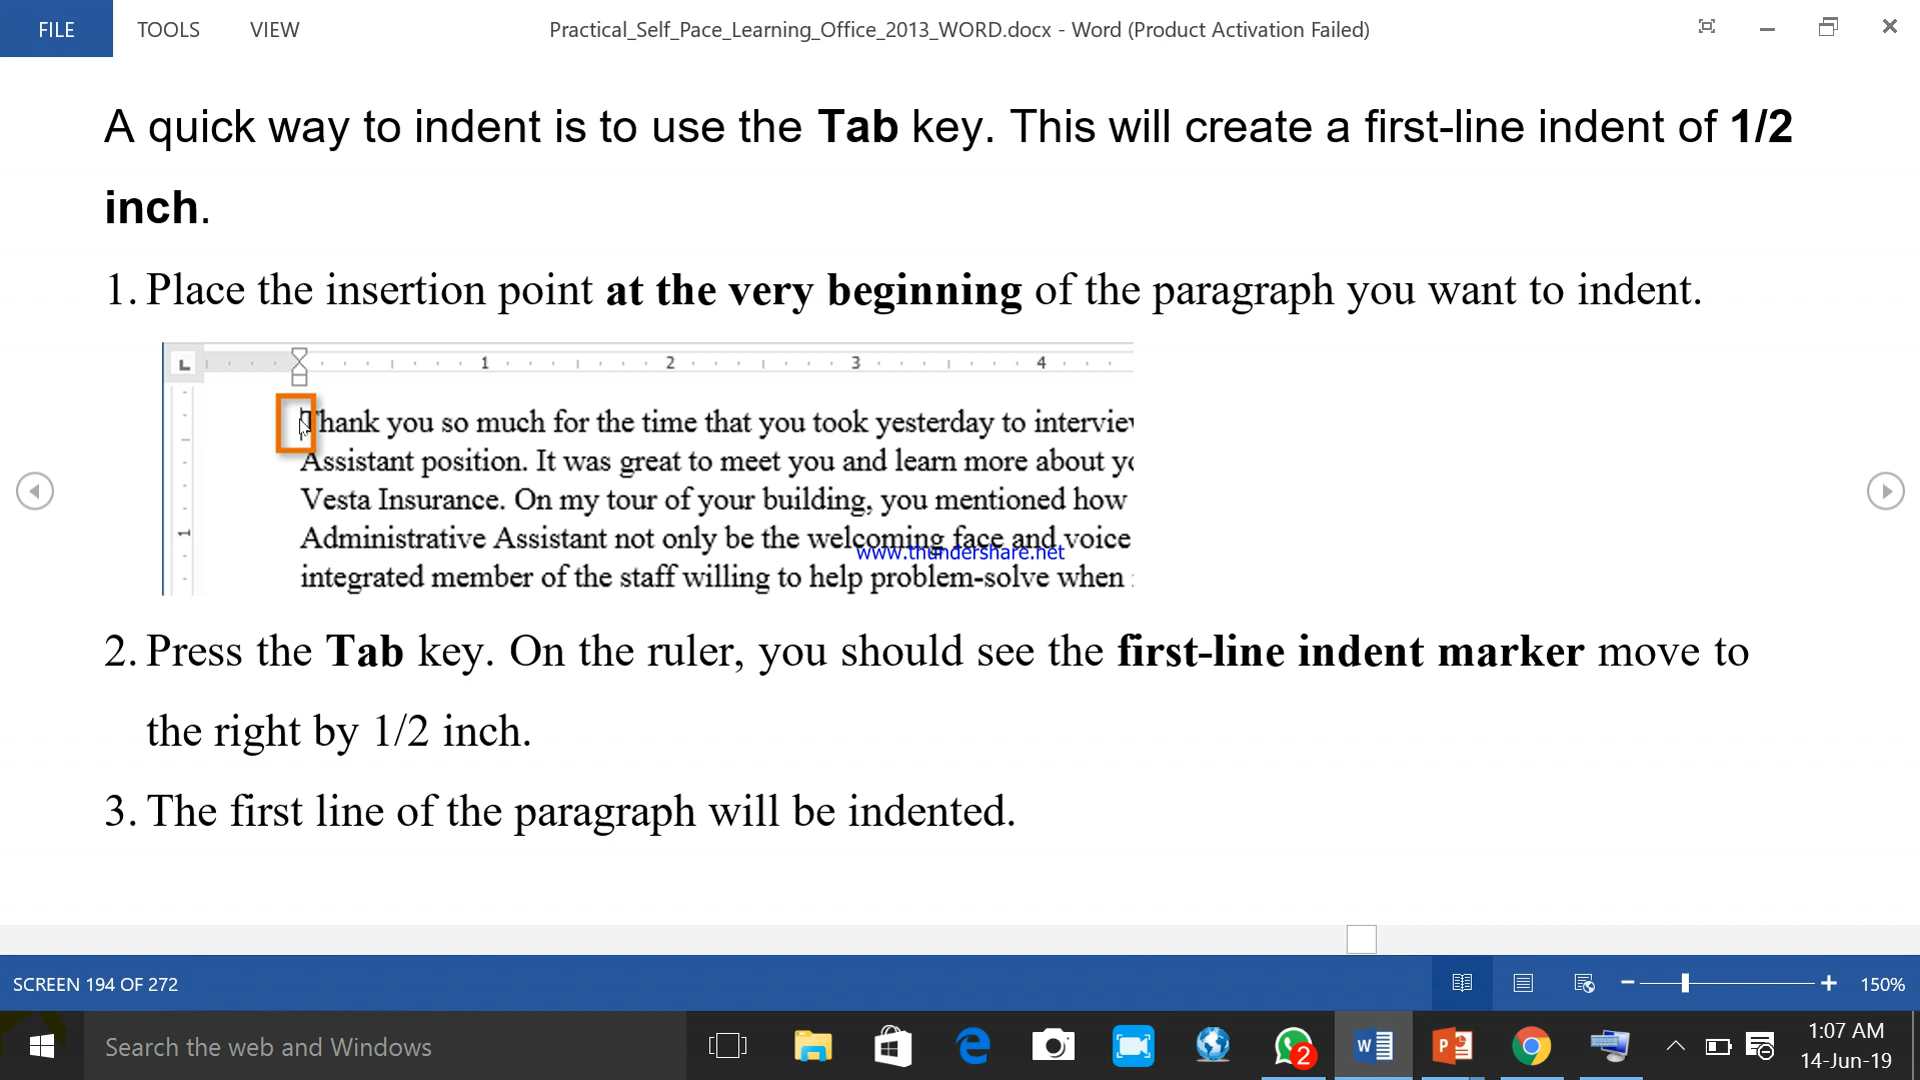 FILE TOOLS VIEW Practical_Self_Pace_Learning_Office_2013_WORD.docx - Word (Product Activation Failed)
A quick way to indent is to use the Tab key. This will create a first-line indent of 1/2
inch.
1. Place the insertion point at the very beginning of the paragraph you want to indent.
L 1 2 3 4
Thank you so much for the time that you took yesterday to
Assistant position. It was great to meet you and learn more about
Vesta Insurance. On my tour of your building, you mentioned how
1
Administrative Assistant not only be the welcoming face and voice
www.thundershare.net
integrated member of the staff willing to help problem-solve when
2. Press the Tab key. On the ruler, you should see the first-line indent marker move to
the right by 1/2 inch.
3. The first line of the paragraph will be indented.
SCREEN 194 OF 272 150%
Search the web and Windows 2 1:07 AM
14-Jun-19